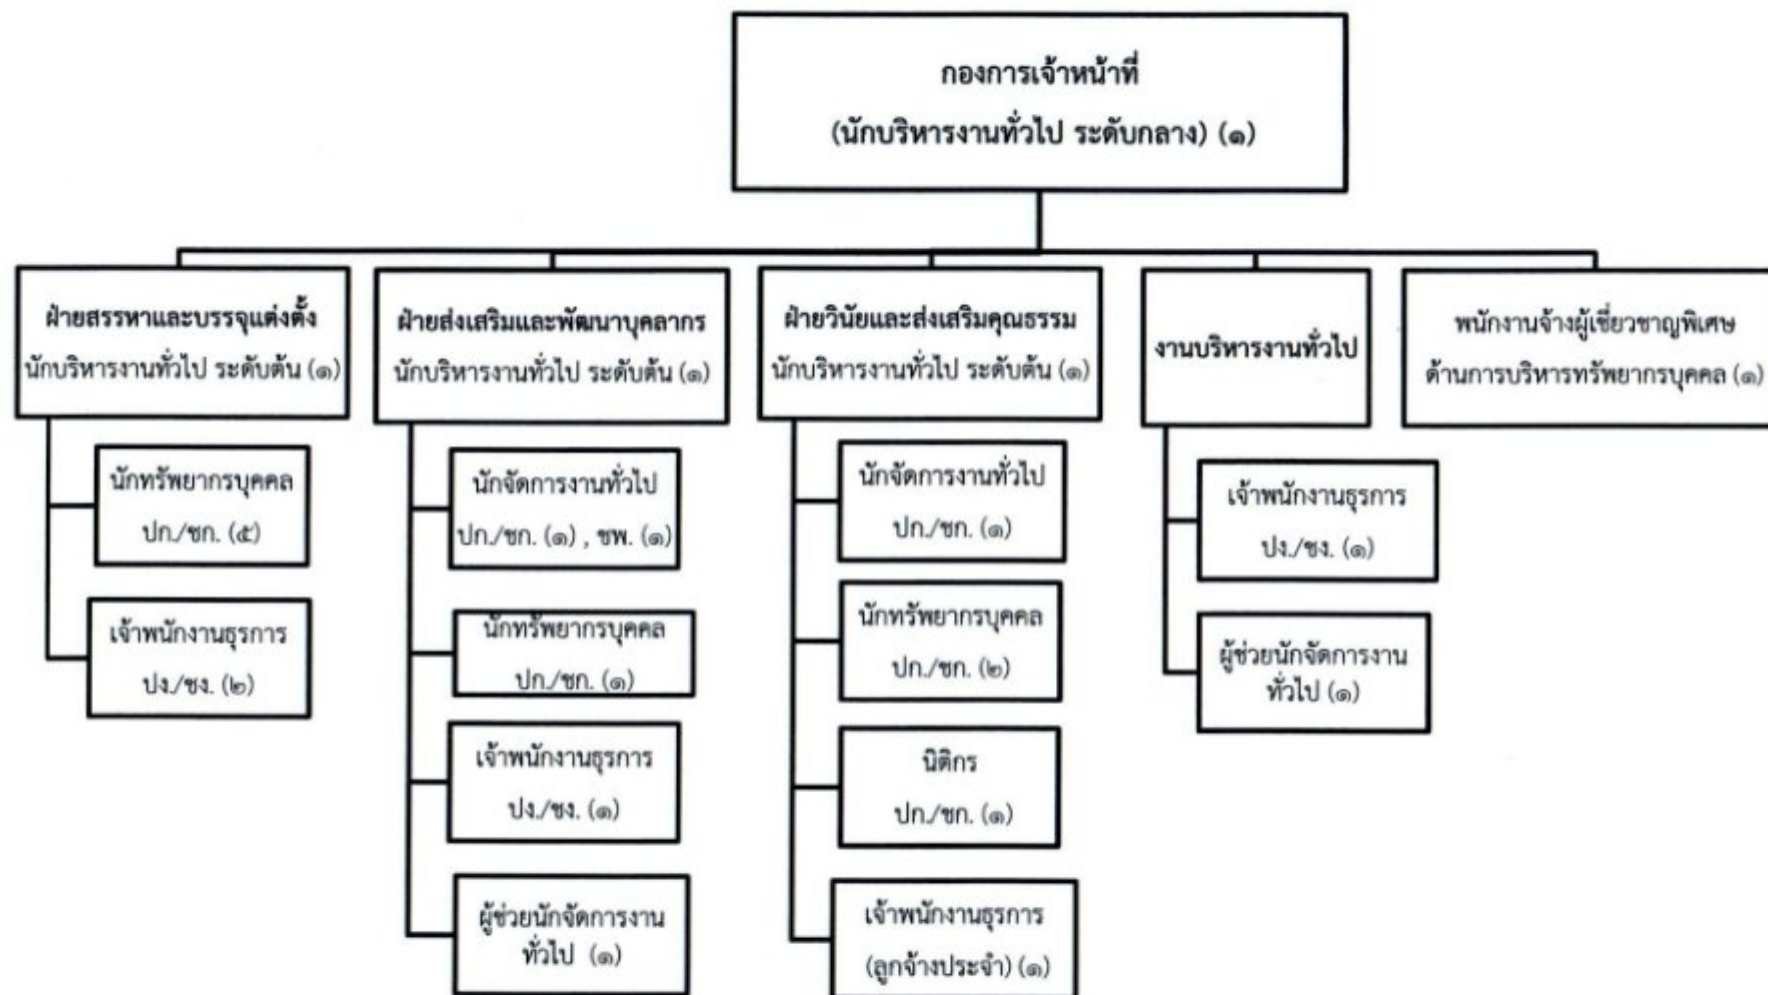 กองการเจ้าหน้าที่
(นักบริหารงานทั่วไป ระดับกลาง) (๑)
ฝ่ายสรรหาและบรรจุแต่งตั้ง
นักบริหารงานทั่วไป ระดับต้น (๑)
นักทรัพยากรบุคคล
ปก./ชก. (๕)
เจ้าพนักงานธุรการ
ปง./ชง. (๒)
ฝ่ายส่งเสริมและพัฒนาบุคลากร
นักบริหารงานทั่วไป ระดับต้น (๑)
นักจัดการงานทั่วไป
ปก./ชก. (๑) , ชพ. (๑)
นักทรัพยากรบุคคล
ปก./ชก. (๑)
เจ้าพนักงานธุรการ
ปง./ชง. (๑)
ผู้ช่วยนักจัดการงาน
ทั่วไป (๑)
ฝ่ายวินัยและส่งเสริมคุณธรรม
นักบริหารงานทั่วไป ระดับต้น (๑)
นักจัดการงานทั่วไป
ปก./ชก. (๑)
นักทรัพยากรบุคคล
ปก./ชก. (๒)
นิติกร
ปก./ชก. (๑)
เจ้าพนักงานธุรการ
(ลูกจ้างประจำ) (๑)
งานบริหารงานทั่วไป
เจ้าพนักงานธุรการ
ปง./ชง. (๑)
ผู้ช่วยนักจัดการงาน
ทั่วไป (๑)
พนักงานจ้างผู้เชี่ยวชาญพิเศษ
ด้านการบริหารทรัพยากรบุคคล (๑)